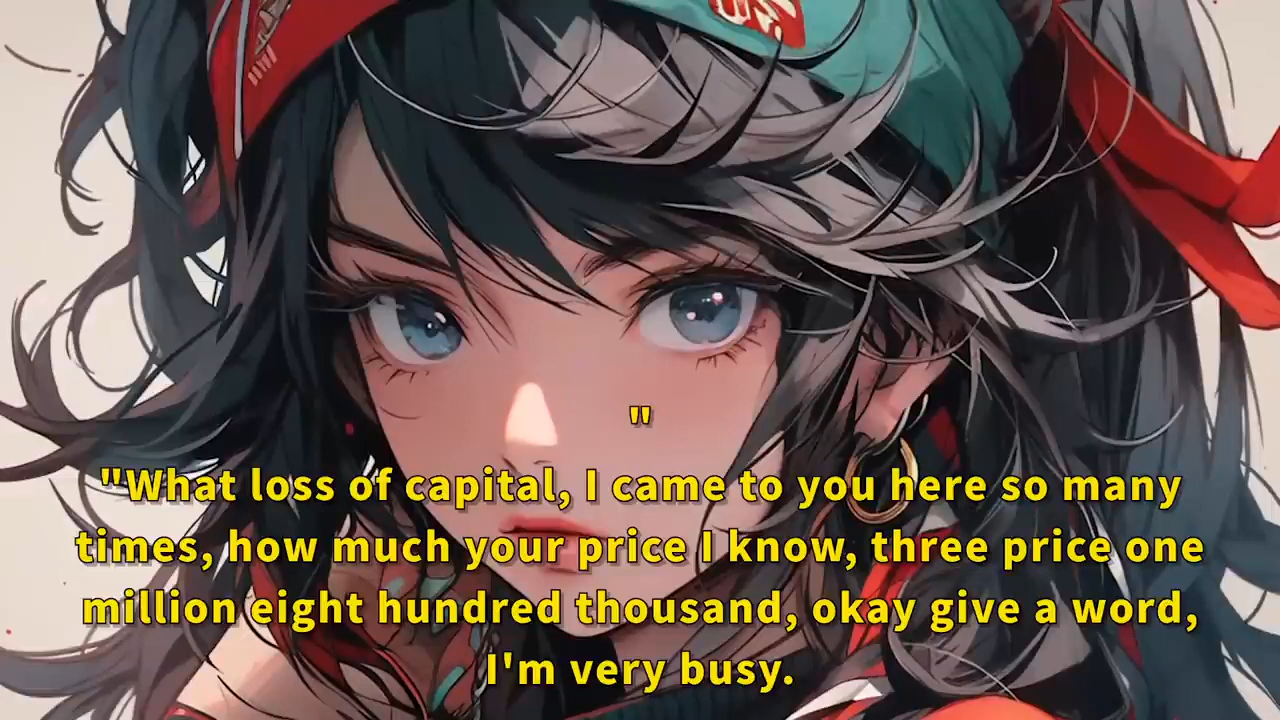 "
"What loss of capital, I came to you here so many
times, how much your price I know, three price one
million eight hundred thousand, okay give a word,
I'm very busy.